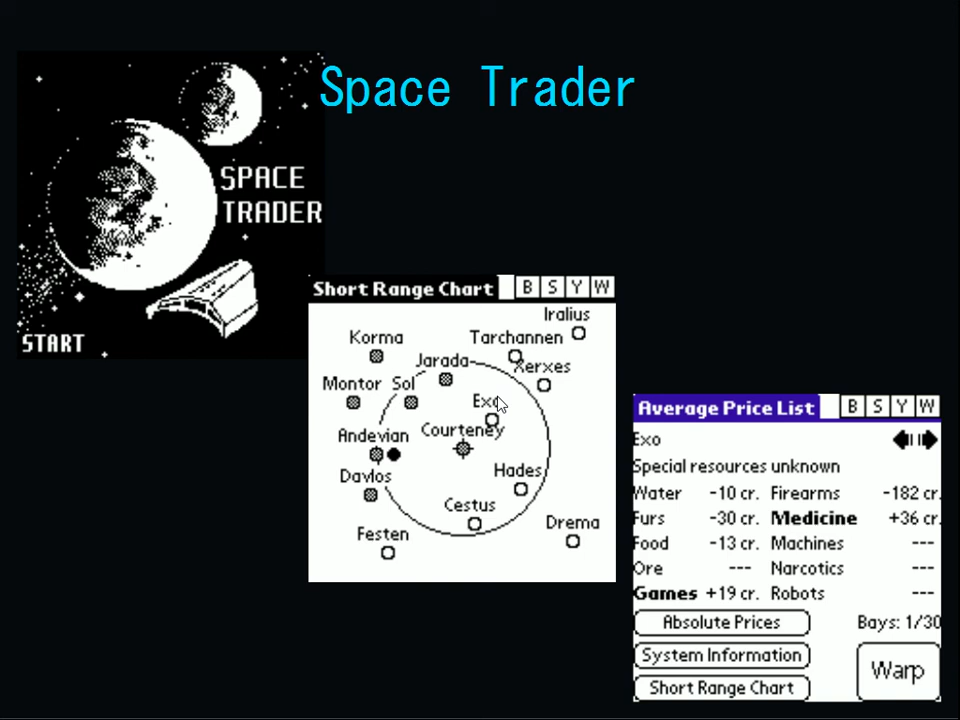 Space Trader
SPACE
TRADER
START
Short Range Chart B S Y W
Iralius
Korma Tarchannen
Jarada Xerxes
Montor Sol
Exo
Andevian Courteney
Davlos Hades
Cestus
Festen Drema
Average Price List B S Y W
Exo
Special resources unknown
Water -10 cr. Firearms -182 cr.
Furs -30 cr. Medicine +36 cr.
Food -13 cr. Machines ---
Ore --- Narcotics ---
Games +19 cr. Robots ---
Absolute Prices Bays: 1/30
System Information
Warp
Short Range Chart